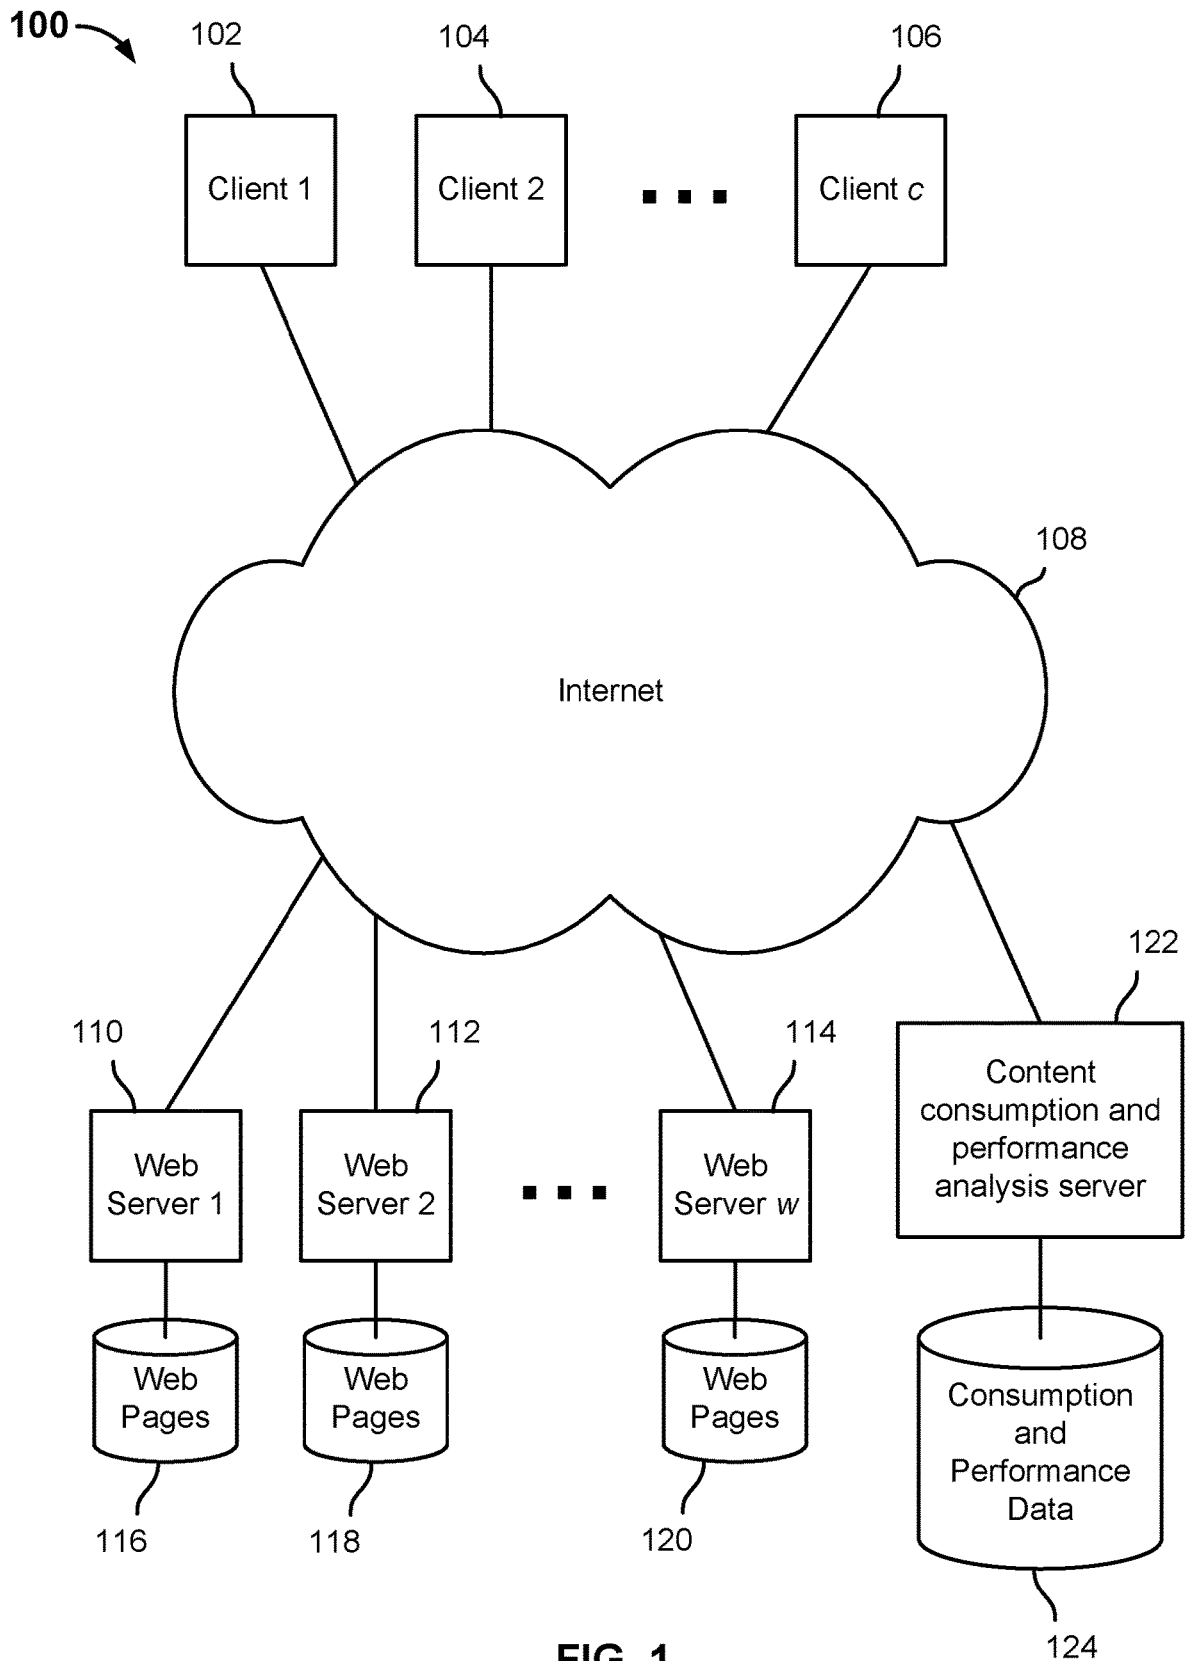 100
102
104
106
Client 1
Client 2
Client c
108
Internet
122
110
112
114
Content
consumption and
performance
analysis server
Web
Server 1
Web
Server 2
Web
Server w
Web
Pages
Web
Pages
Web
Pages
Consumption
and
Performance
Data
116
118
120
124
FIG. 1